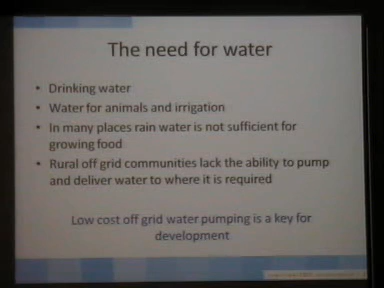 The need for water
• Drinking water
• Water for animals and irrigation
• In many places rain water is not sufficient for
growing food
• Rural off grid communities lack the ability to pump
and deliver water to where it is required
Low cost off grid water pumping is a key for
development